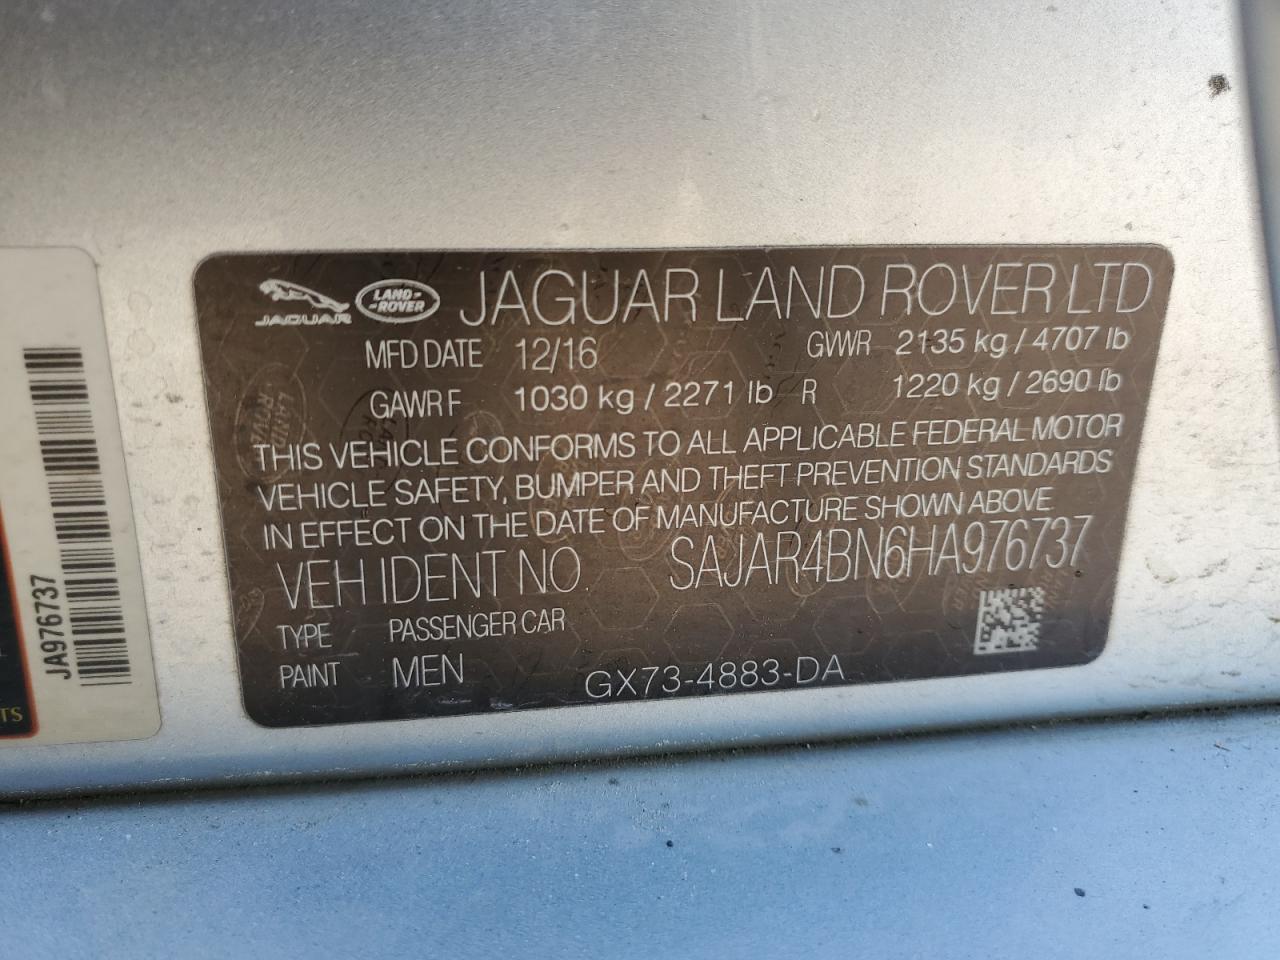 JAGUAR LAND-ROVER JAGUAR LAND ROVER LTD
MFD DATE 12/16 GVWR 2135 kg / 4707 lb
GAWR F 1030 kg / 2271 lb R 1220 kg / 2690 lb
THIS VEHICLE CONFORMS TO ALL APPLICABLE FEDERAL MOTOR
VEHICLE SAFETY, BUMPER AND THEFT PREVENTION STANDARDS
IN EFFECT ON THE DATE OF MANUFACTURE SHOWN ABOVE
VEH IDENT NO SAJAR4BN6HA976737
TYPE PASSENGER CAR
PAINT MEN GX73-4883-DA
JA976737
TS